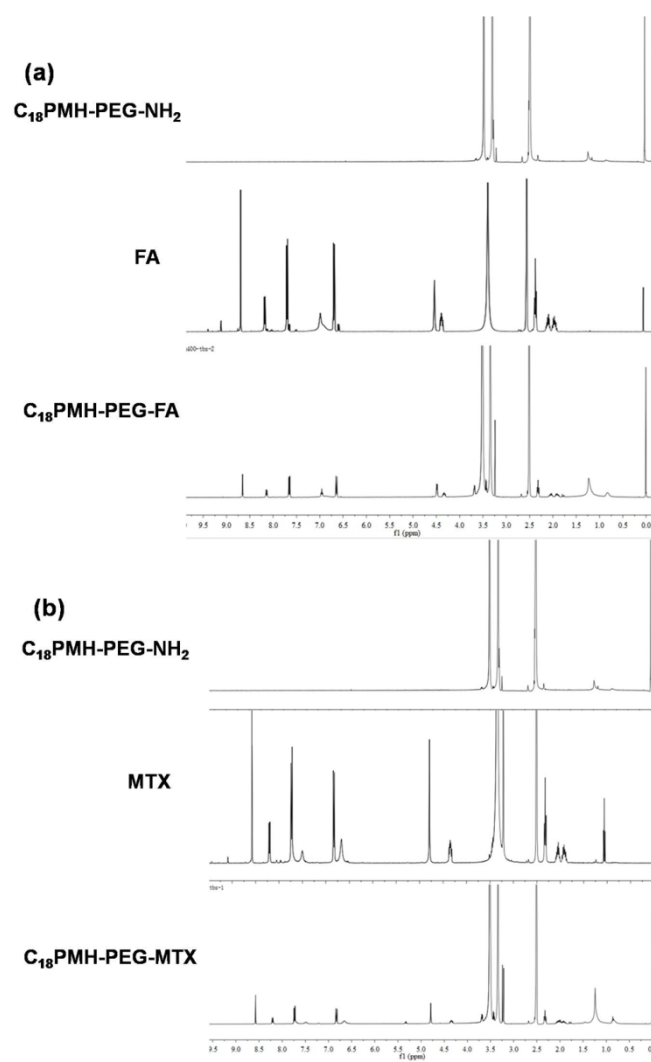 (a)
C₁₈PMH-PEG-NH₂
FA
C₁₈PMH-PEG-FA
9.5 9.0 8.5 8.0 7.5 7.0 6.5 6.0 5.5 5.0 4.5 4.0 3.5 3.0 2.5 2.0 1.5 1.0 0.5 0.0
f1 (ppm)
(b)
C₁₈PMH-PEG-NH₂
MTX
C₁₈PMH-PEG-MTX
9.5 9.0 8.5 8.0 7.5 7.0 6.5 6.0 5.5 5.0 4.5 4.0 3.5 3.0 2.5 2.0 1.5 1.0 0.5
f1 (ppm)